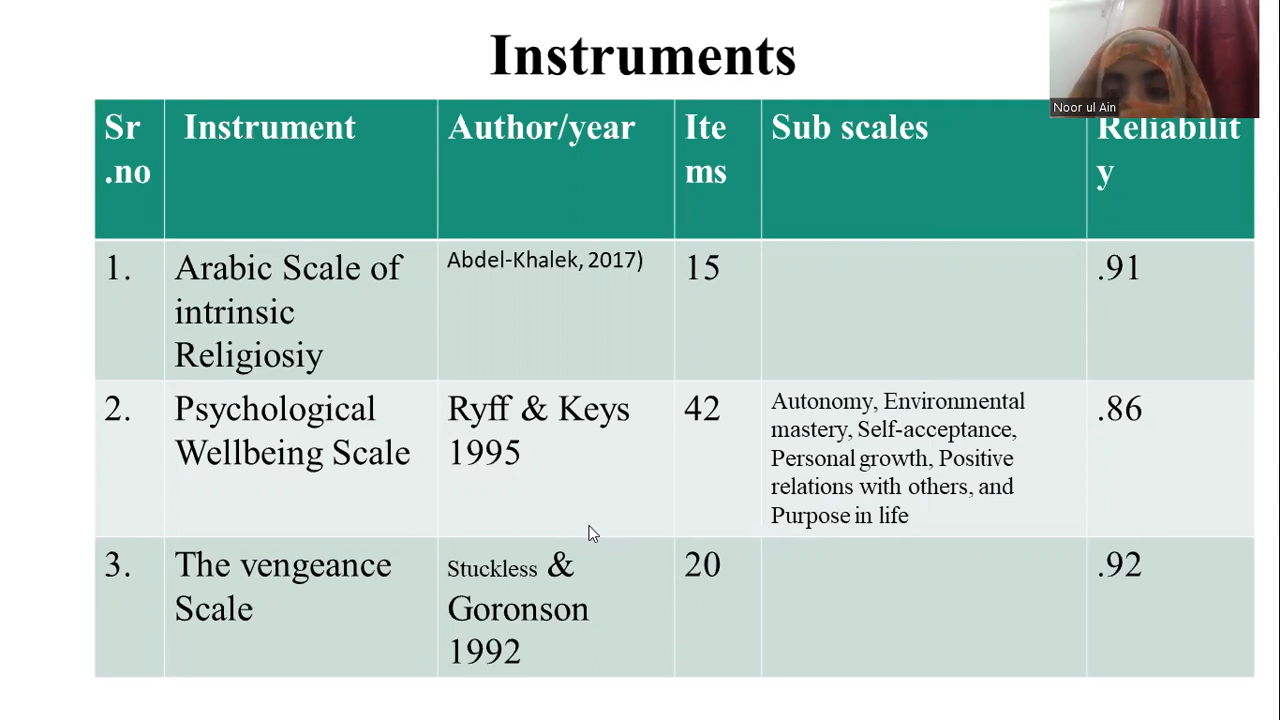 Instruments
Noor ul Ain
Sr
.no
Instrument
Author/year
Ite
ms
Sub scales
Reliabilit
y
1.
Arabic Scale of
intrinsic
Religiosiy
Abdel-Khalek, 2017)
15
.91
2.
Psychological
Wellbeing Scale
Ryff & Keys
1995
42
Autonomy, Environmental
mastery, Self-acceptance,
Personal growth, Positive
relations with others, and
Purpose in life
.86
3.
The vengeance
Scale
Stuckless &
Goronson
1992
20
.92